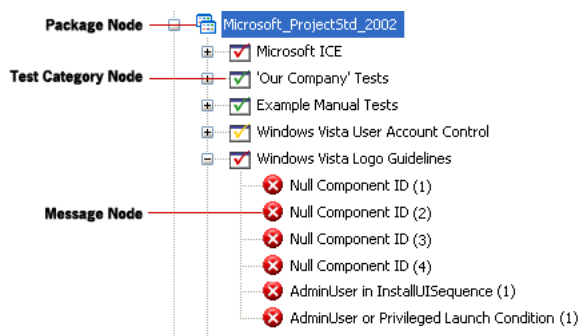 Package Node Microsoft_ProjectStd_2002
Microsoft ICE
Test Category Node 'Our Company' Tests
Example Manual Tests
Windows Vista User Account Control
Windows Vista Logo Guidelines
Null Component ID (1)
Message Node Null Component ID (2)
Null Component ID (3)
Null Component ID (4)
AdminUser in InstallUISequence (1)
AdminUser or Privileged Launch Condition (1)